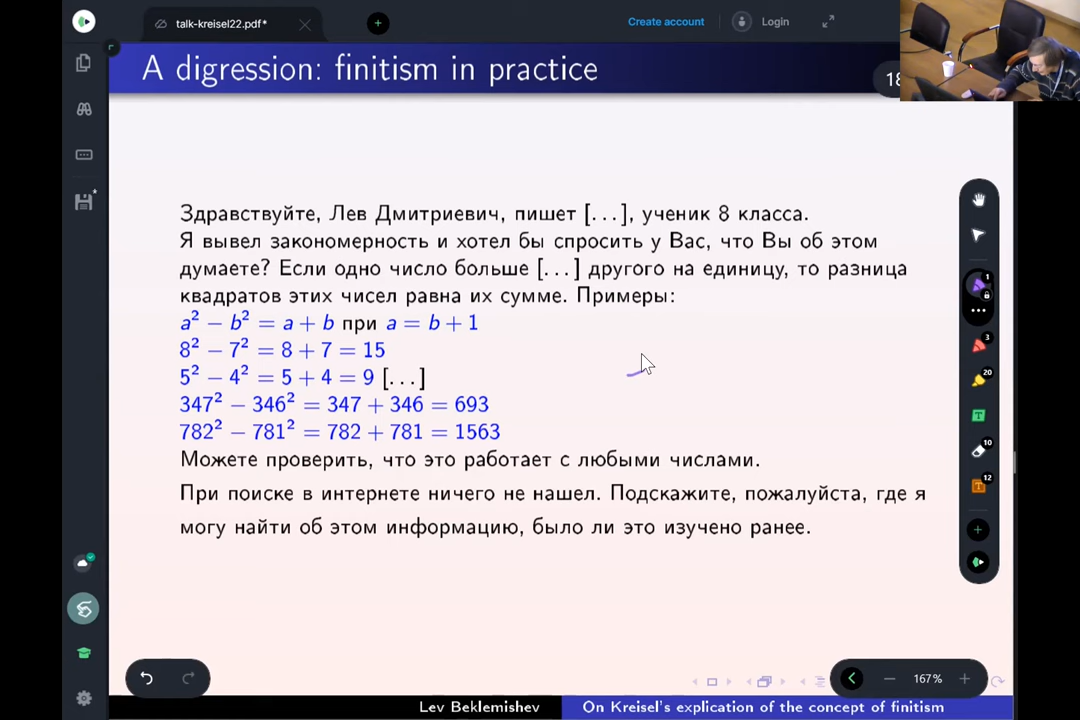 talk-kreisel22.pdf*
Create account
Login
A digression: finitism in practice
18
Здравствуйте, Лев Дмитриевич, пишет [...], ученик 8 класса.
Я вывел закономерность и хотел бы спросить у Вас, что Вы об этом
думаете? Если одно число больше [...] другого на единицу, то разница
квадратов этих чисел равна их сумме. Примеры:
a² − b² = a + b при a = b + 1
8² − 7² = 8 + 7 = 15
5² − 4² = 5 + 4 = 9 [...]
347² − 346² = 347 + 346 = 693
782² − 781² = 782 + 781 = 1563
Можете проверить, что это работает с любыми числами.
При поиске в интернете ничего не нашел. Подскажите, пожалуйста, где я
могу найти об этом информацию, было ли это изучено ранее.
1
3
20
T
10
T
12
167%
Lev Beklemishev
On Kreisel's explication of the concept of finitism